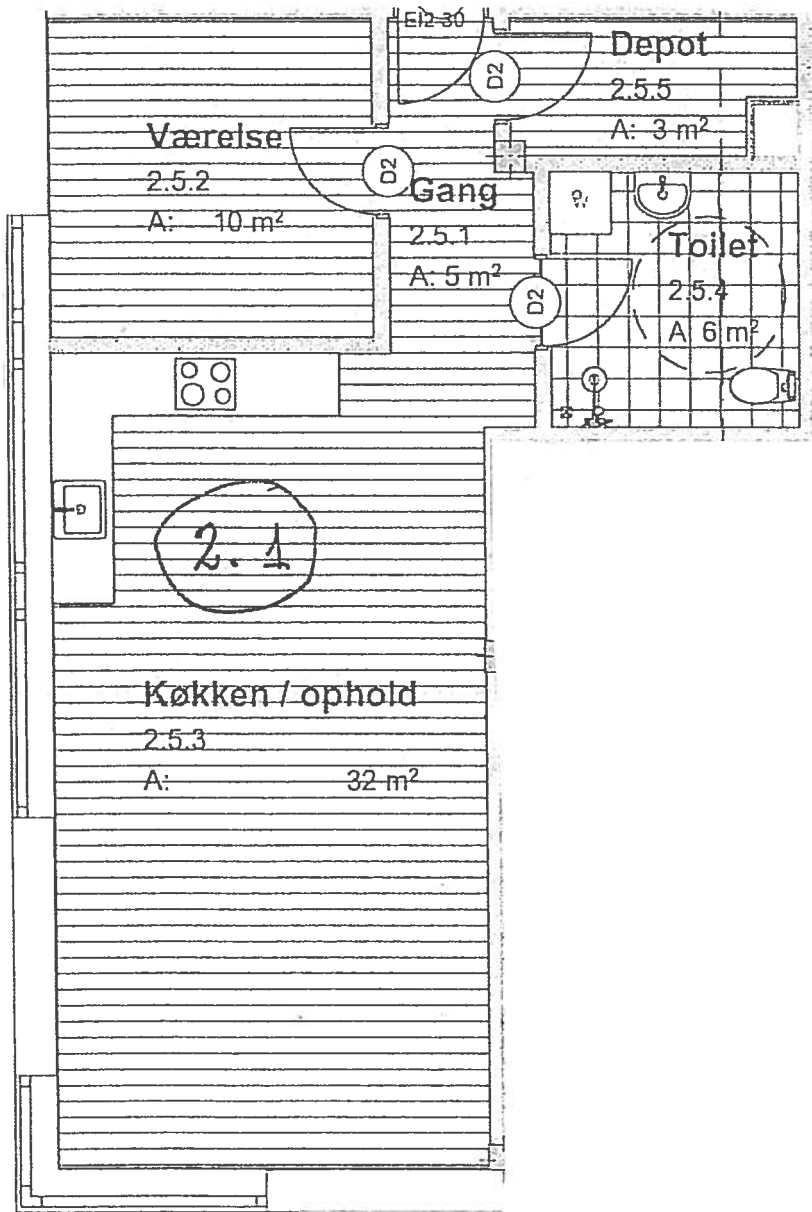 EI2 30
D2
Depot
2.5.5
A: 3 m²
Værelse
2.5.2
A: 10 m²
D2
Gang
2.5.1
A: 5 m²
Toilet
2.5.4
A 6 m²
D2
2.1
Køkken / ophold
2.5.3
A: 32 m²